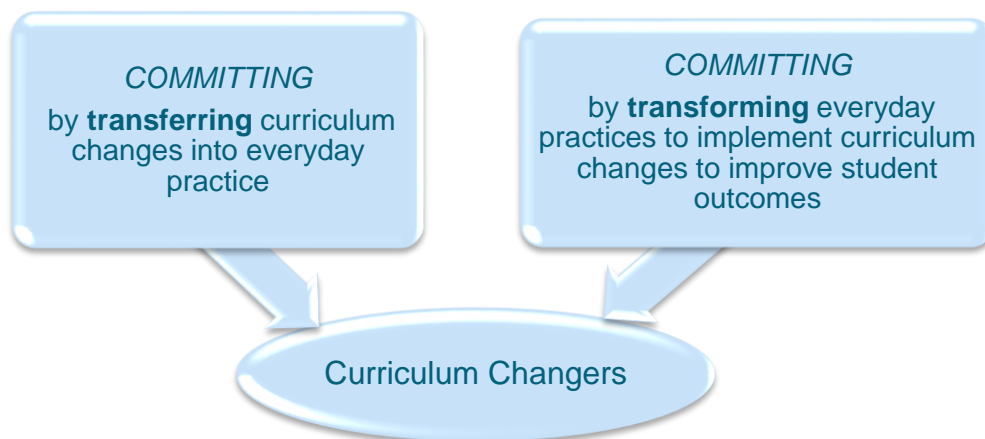 COMMITTING
by transferring curriculum
changes into everyday
practice
COMMITTING
by transforming everyday
practices to implement curriculum
changes to improve student
outcomes
Curriculum Changers